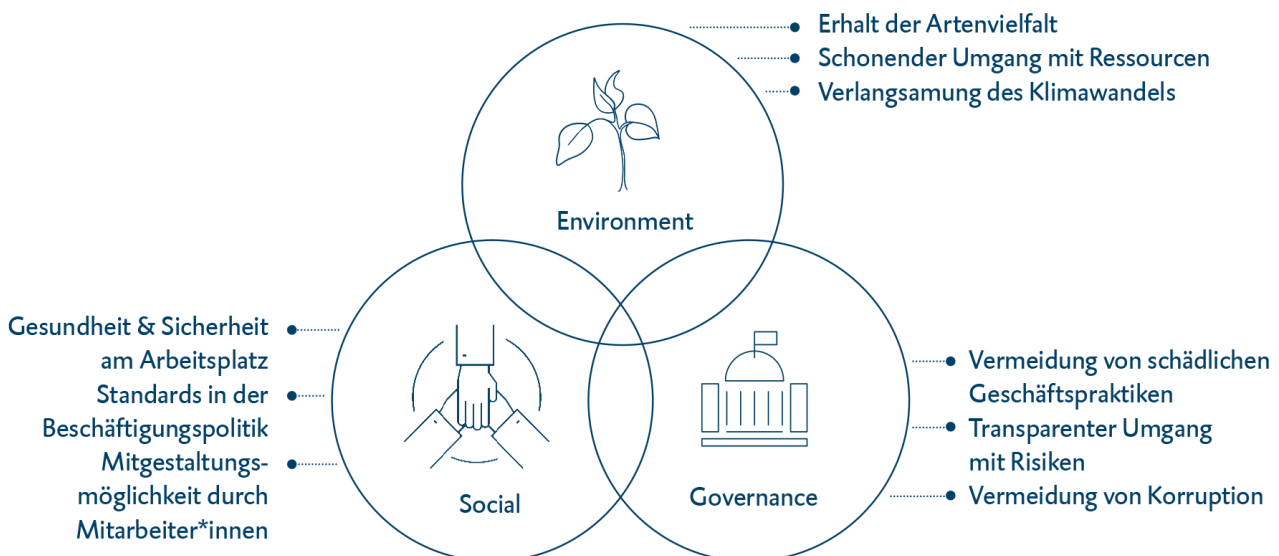 Erhalt der Artenvielfalt
Schonender Umgang mit Ressourcen
Verlangsamung des Klimawandels
Environment
Gesundheit & Sicherheit
am Arbeitsplatz
Standards in der
Beschäftigungspolitik
Mitgestaltungs-
möglichkeit durch
Mitarbeiter*innen
Social
Governance
Vermeidung von schädlichen
Geschäftspraktiken
Transparenter Umgang
mit Risiken
Vermeidung von Korruption